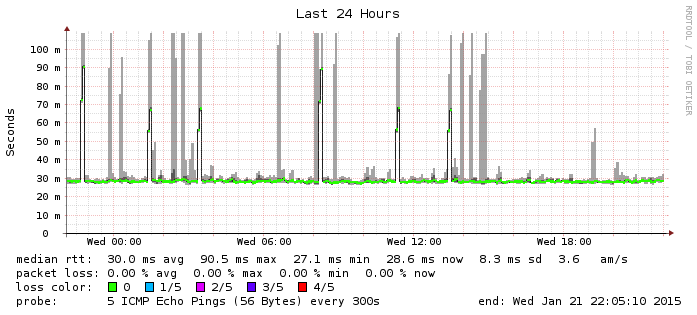 Last 24 Hours
RRDTOOL / TOBI OETIKER
Seconds
100 m
90 m
80 m
70 m
60 m
50 m
40 m
30 m
20 m
10 m
0
Wed 00:00 Wed 06:00 Wed 12:00 Wed 18:00
median rtt: 30.0 ms avg 90.5 ms max 27.1 ms min 28.6 ms now 8.3 ms sd 3.6 am/s
packet loss: 0.00 % avg 0.00 % max 0.00 % min 0.00 % now
loss color: 0 1/5 2/5 3/5 4/5
probe: 5 ICMP Echo Pings (56 Bytes) every 300s end: Wed Jan 21 22:05:10 2015